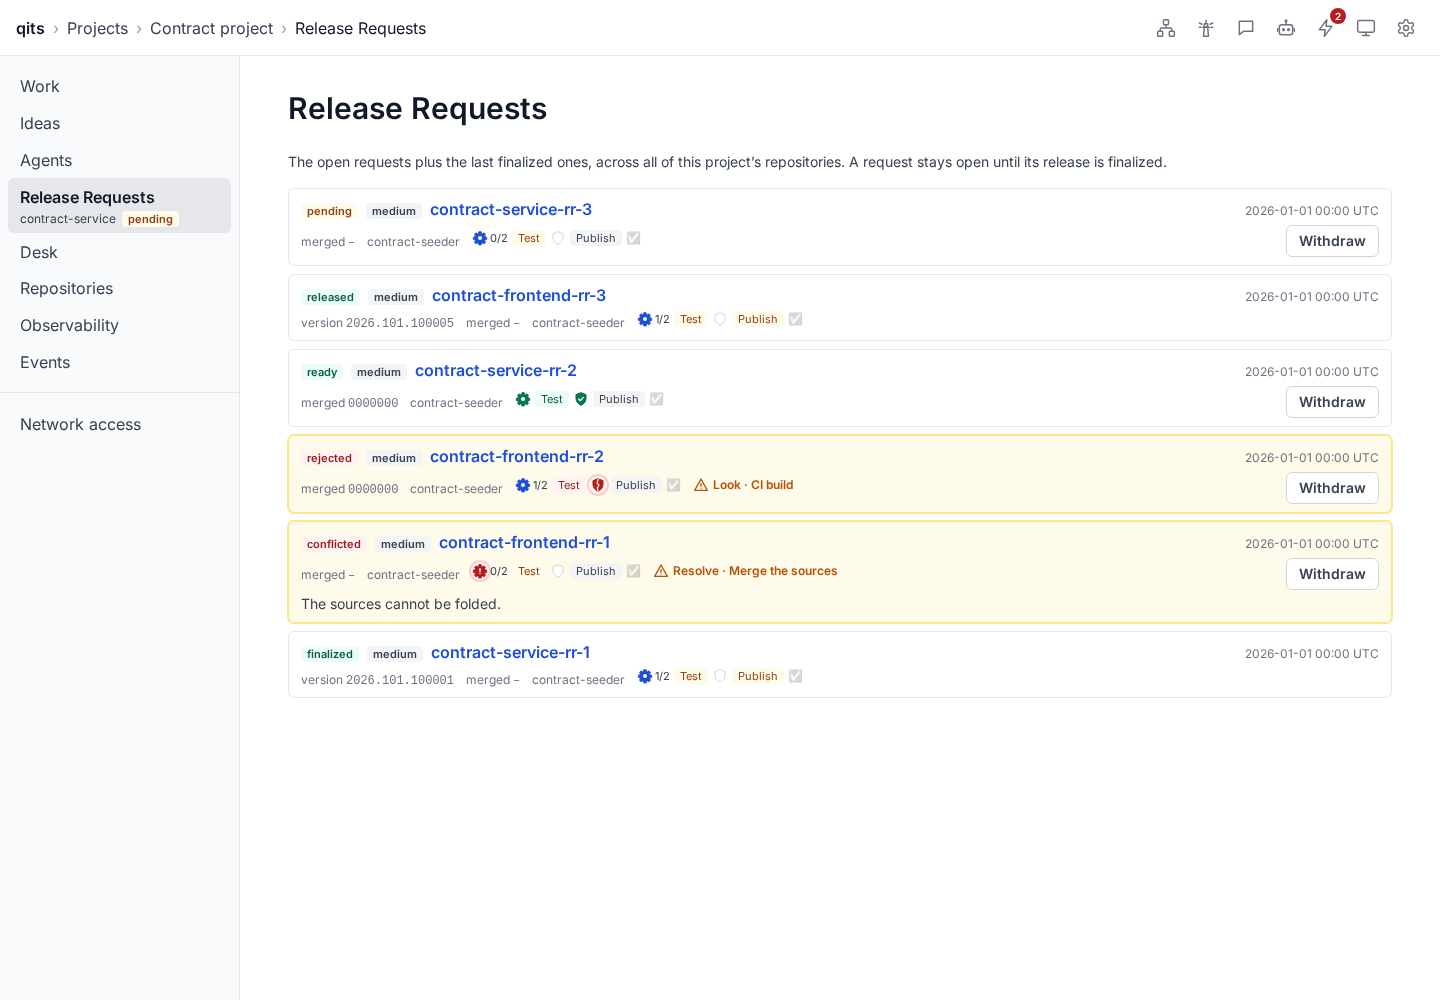 qits › Projects › Contract project › Release Requests
2
Work
Ideas
Agents
Release Requests
contract-service pending
Desk
Repositories
Observability
Events
Network access
Release Requests
The open requests plus the last finalized ones, across all of this project’s repositories. A request stays open until its release is finalized.
pending medium contract-service-rr-3 2026-01-01 00:00 UTC
merged – contract-seeder 0/2 Test Publish Withdraw
released medium contract-frontend-rr-3 2026-01-01 00:00 UTC
version 2026.101.100005 merged – contract-seeder 1/2 Test Publish
ready medium contract-service-rr-2 2026-01-01 00:00 UTC
merged 0000000 contract-seeder Test Publish Withdraw
rejected medium contract-frontend-rr-2 2026-01-01 00:00 UTC
merged 0000000 contract-seeder 1/2 Test Publish Look · CI build Withdraw
conflicted medium contract-frontend-rr-1 2026-01-01 00:00 UTC
merged – contract-seeder 0/2 Test Publish Resolve · Merge the sources Withdraw
The sources cannot be folded.
finalized medium contract-service-rr-1 2026-01-01 00:00 UTC
version 2026.101.100001 merged – contract-seeder 1/2 Test Publish